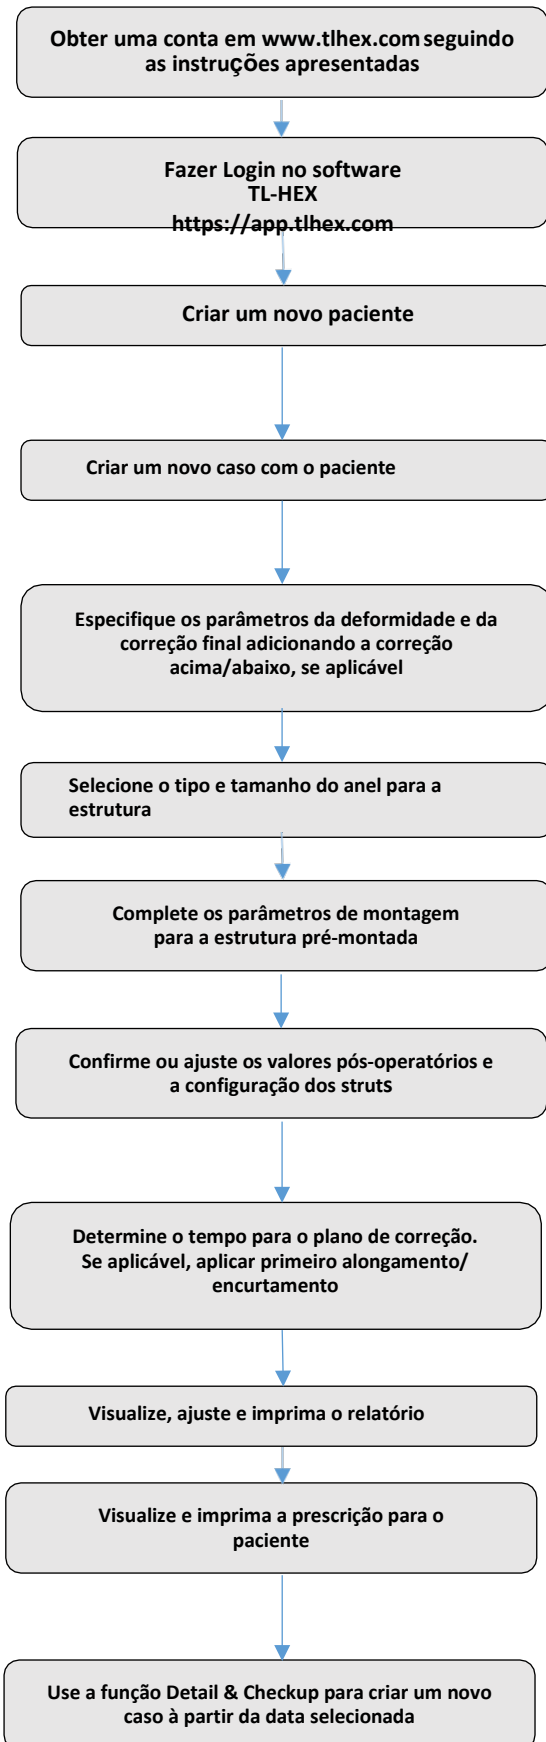 Obter uma conta em www.tlhex.com seguindo
as instruções apresentadas
Fazer Login no software
TL-HEX
https://app.tlhex.com
Criar um novo paciente
Criar um novo caso com o paciente
Especifique os parâmetros da deformidade e da
correção final adicionando a correção
acima/abaixo, se aplicável
Selecione o tipo e tamanho do anel para a
estrutura
Complete os parâmetros de montagem
para a estrutura pré-montada
Confirme ou ajuste os valores pós-operatórios e
a configuração dos struts
Determine o tempo para o plano de correção.
Se aplicável, aplicar primeiro alongamento/
encurtamento
Visualize, ajuste e imprima o relatório
Visualize e imprima a prescrição para o
paciente
Use a função Detail & Checkup para criar um novo
caso à partir da data selecionada